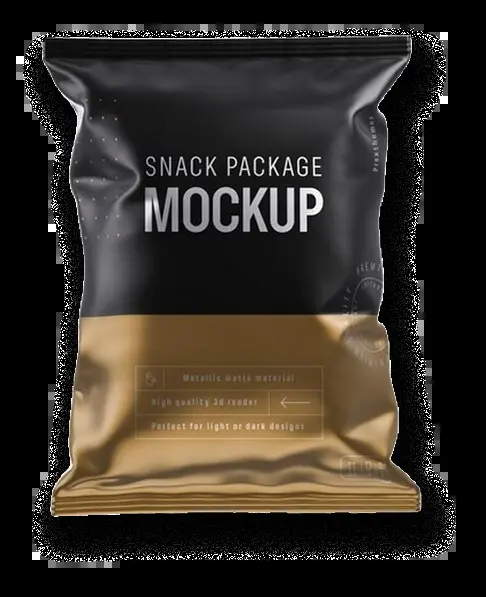 SNACK PACKAGE
MOCKUP
Metallic matte material
High quality 3d render
Perfect for light or dark designs